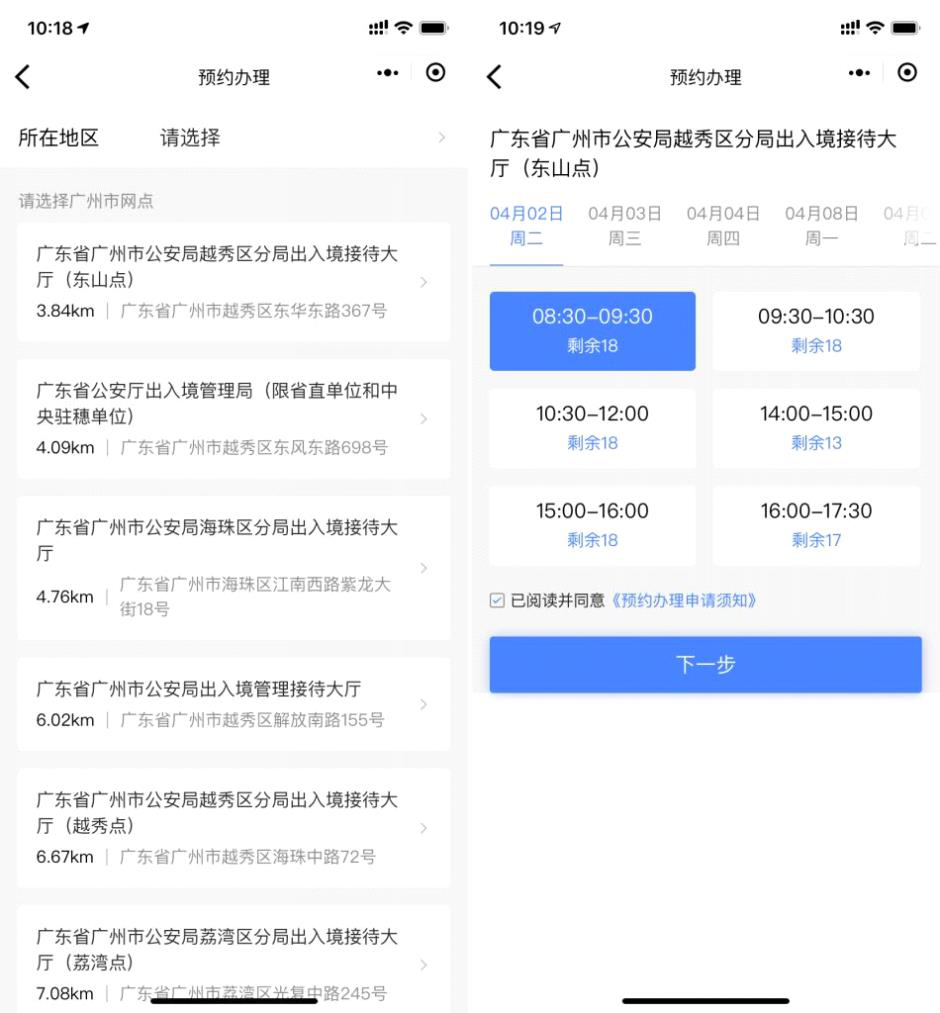 10:18
预约办理
所在地区 请选择
请选择广州市网点
广东省广州市公安局越秀区分局出入境接待大
厅（东山点）
3.84km | 广东省广州市越秀区东华东路367号
广东省公安厅出入境管理局（限省直单位和中
央驻穗单位）
4.09km | 广东省广州市越秀区东风东路698号
广东省广州市公安局海珠区分局出入境接待大
厅
4.76km | 广东省广州市海珠区江南西路紫龙大
街18号
广东省广州市公安局出入境管理接待大厅
6.02km | 广东省广州市越秀区解放南路155号
广东省广州市公安局越秀区分局出入境接待大
厅（越秀点）
6.67km | 广东省广州市越秀区海珠中路72号
广东省广州市公安局荔湾区分局出入境接待大
厅（荔湾点）
7.08km | 广东省广州市荔湾区光复中路245号
10:19
预约办理
广东省广州市公安局越秀区分局出入境接待大
厅（东山点）
04月02日 04月03日 04月04日 04月08日 04月
周二 周三 周四 周一 周二
08:30–09:30 09:30–10:30
剩余18 剩余18
10:30–12:00 14:00–15:00
剩余18 剩余13
15:00–16:00 16:00–17:30
剩余18 剩余17
已阅读并同意《预约办理申请须知》
下一步